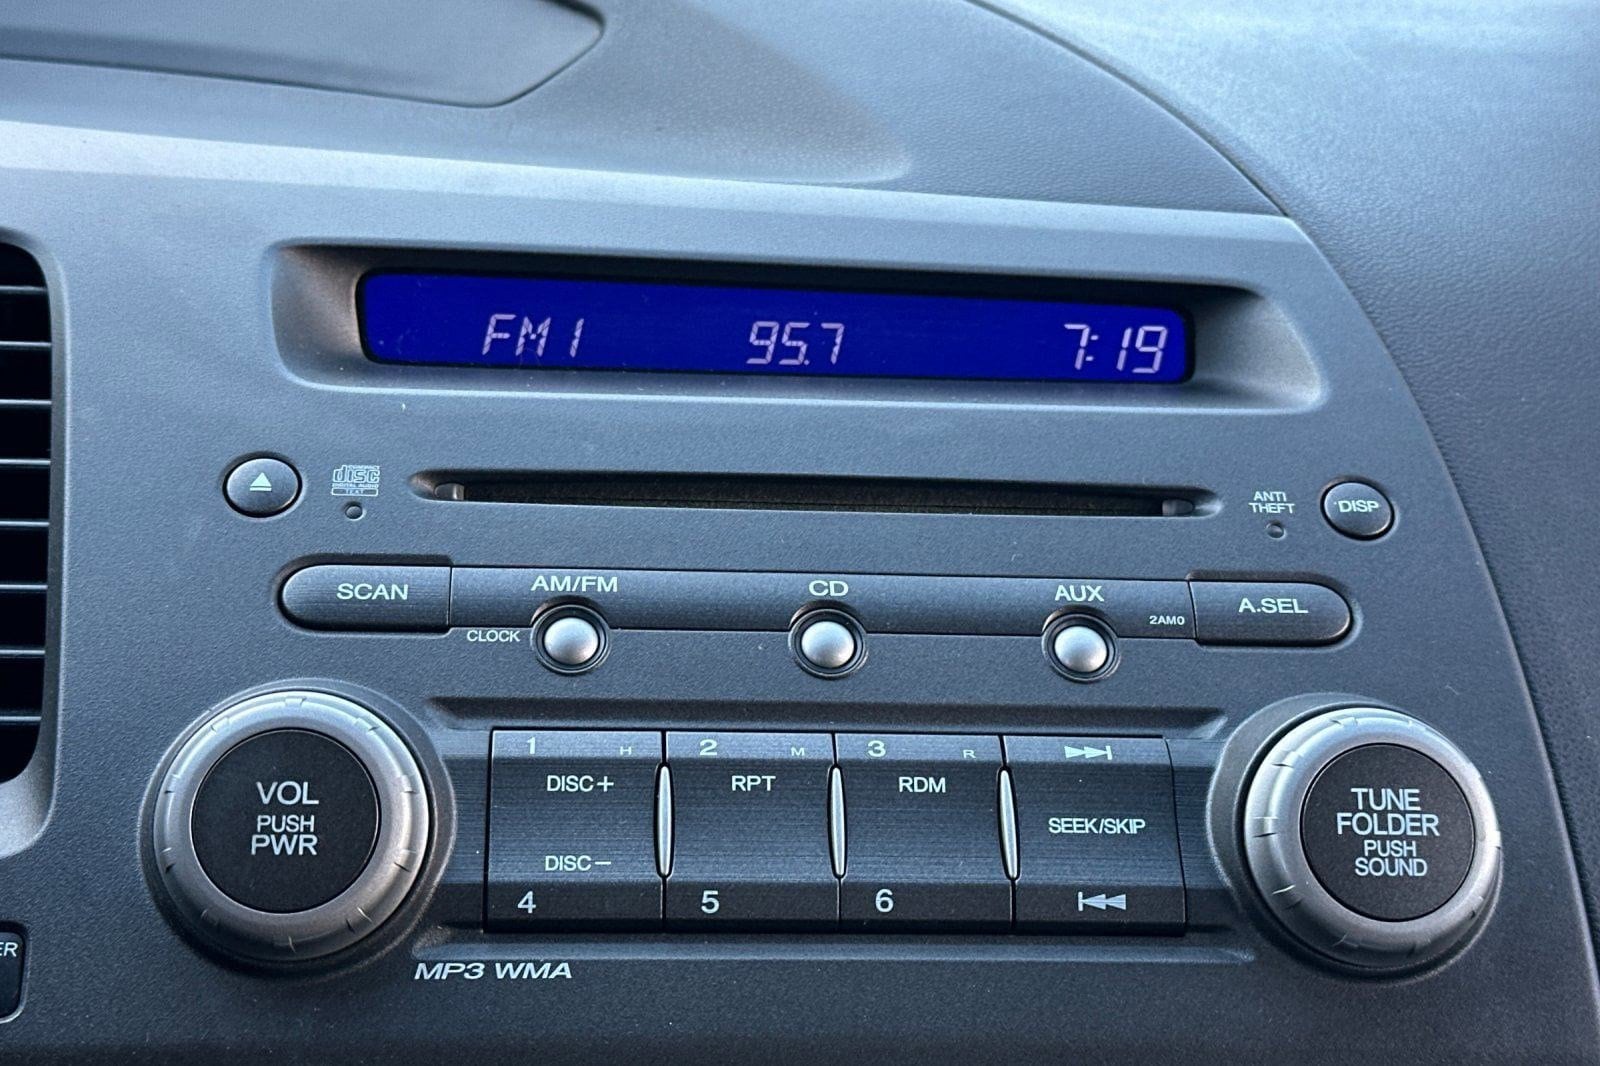 FM1 95.7 7:19
COMPACT
disc
DIGITAL AUDIO
TEXT
ANTI
THEFT
DISP
SCAN
AM/FM
CD
AUX
A.SEL
CLOCK
2AM0
1 H
2 M
3 R
DISC+
RPT
RDM
SEEK/SKIP
DISC−
4
5
6
VOL
PUSH
PWR
TUNE
FOLDER
PUSH
SOUND
ER
MP3 WMA